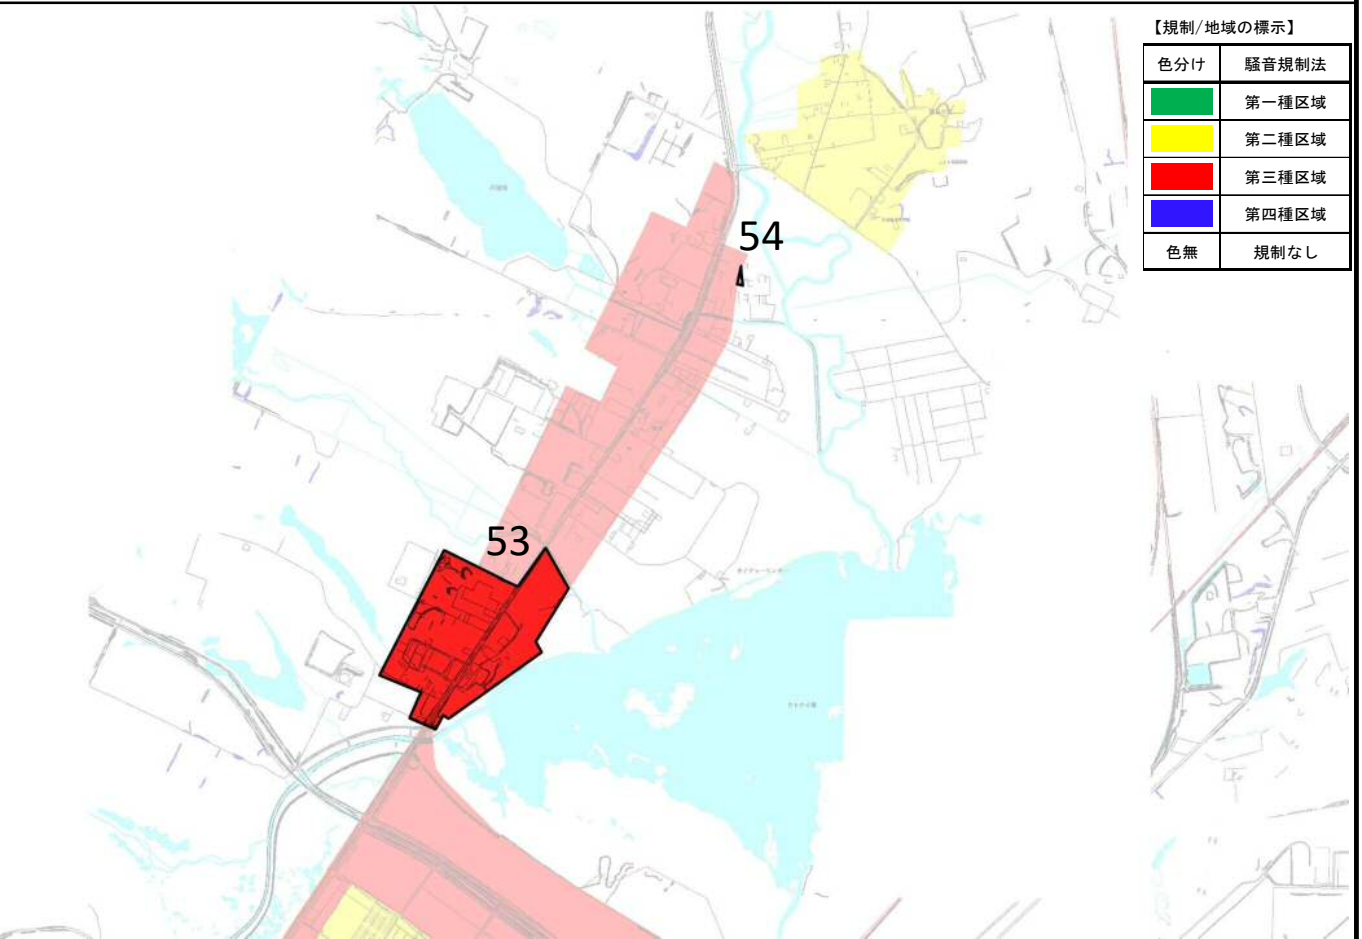 【規制/地域の標示】
色分け 騒音規制法
第一種区域
第二種区域
第三種区域
第四種区域
色無 規制なし
54
53